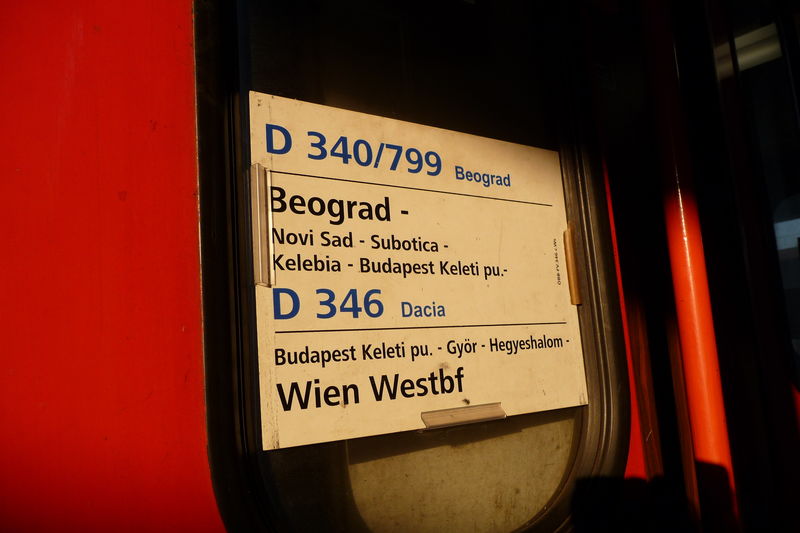 D 340/799 Beograd
Beograd -
Novi Sad - Subotica -
Kelebia - Budapest Keleti pu.-
D 346 Dacia
Budapest Keleti pu. - Györ - Hegyeshalom -
Wien Westbf